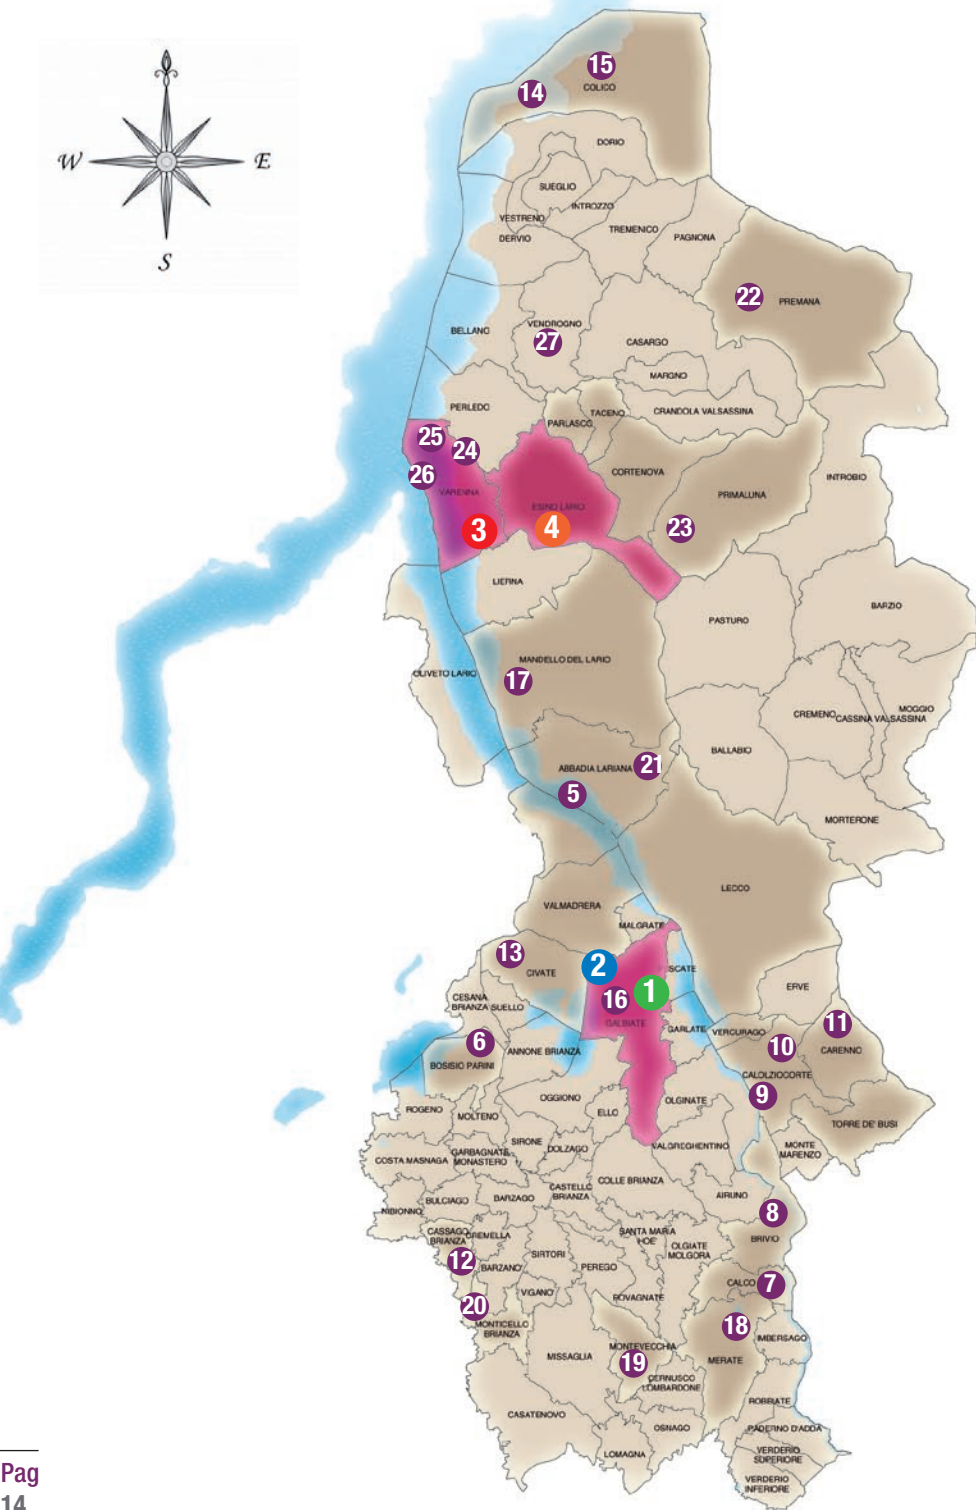 15
COLICO
14
DORIO
W
E
SUEGLIO
INTROZZO
VESTRENO
TREMENICO
PAGNONA
DERVIO
S
22
PREMANA
VENDROGNO
BELLANO
27
CASARGO
MARGNO
PERLEDO
TACENO
CRANDOLA VALSASSINA
PARLASCO
25
24
26
CORTENOVA
INTROBIO
VARENNA
PRIMALUNA
ESINO LARIO
3
4
23
LIERNA
BARZIO
PASTURO
MANDELLO DEL LARIO
OLIVETO LARIO
17
MOGGIO
CREMENO
CASSINA VALSASSINA
BALLABIO
ABBADIA LARIANA
21
5
MORTERONE
LECCO
VALMADRERA
MALGRATE
13
2
CIVATE
PESCATE
ERVE
16
1
CESANA
BRIANZA
SUELLO
GALBIATE
GARLATE
VERCURAGO
11
6
ANNONE BRIANZA
10
CARENNO
BOSISIO PARINI
CALOLZIOCORTE
9
OGGIONO
OLGINATE
ROGENO
MOLTENO
ELLO
TORRE DE' BUSI
SIRONE
DOLZAGO
VALGREGHENTINO
MONTE
MARENZO
COSTA MASNAGA
GARBAGNATE
MONASTERO
COLLE BRIANZA
CASTELLO
BRIANZA
AIRUNO
BULCIAGO
BARZAGO
NIBIONNO
8
CASSAGO
BRIANZA
CREMELLA
SANTA MARIA
HOE'
BRIVIO
OLGIATE
MOLGORA
SIRTORI
12
BARZANO
PEREGO
CALCO
7
VIGANO
ROVAGNATE
20
MONTICELLO
BRIANZA
18
IMBERSAGO
MONTEVECCHIA
MISSAGLIA
19
MERATE
CERNUSCO
LOMBARDONE
ROBBIATE
CASATENOVO
OSNAGO
PADERNO D'ADDA
LOMAGNA
VERDERIO
SUPERIORE
VERDERIO
INFERIORE
Pag
14